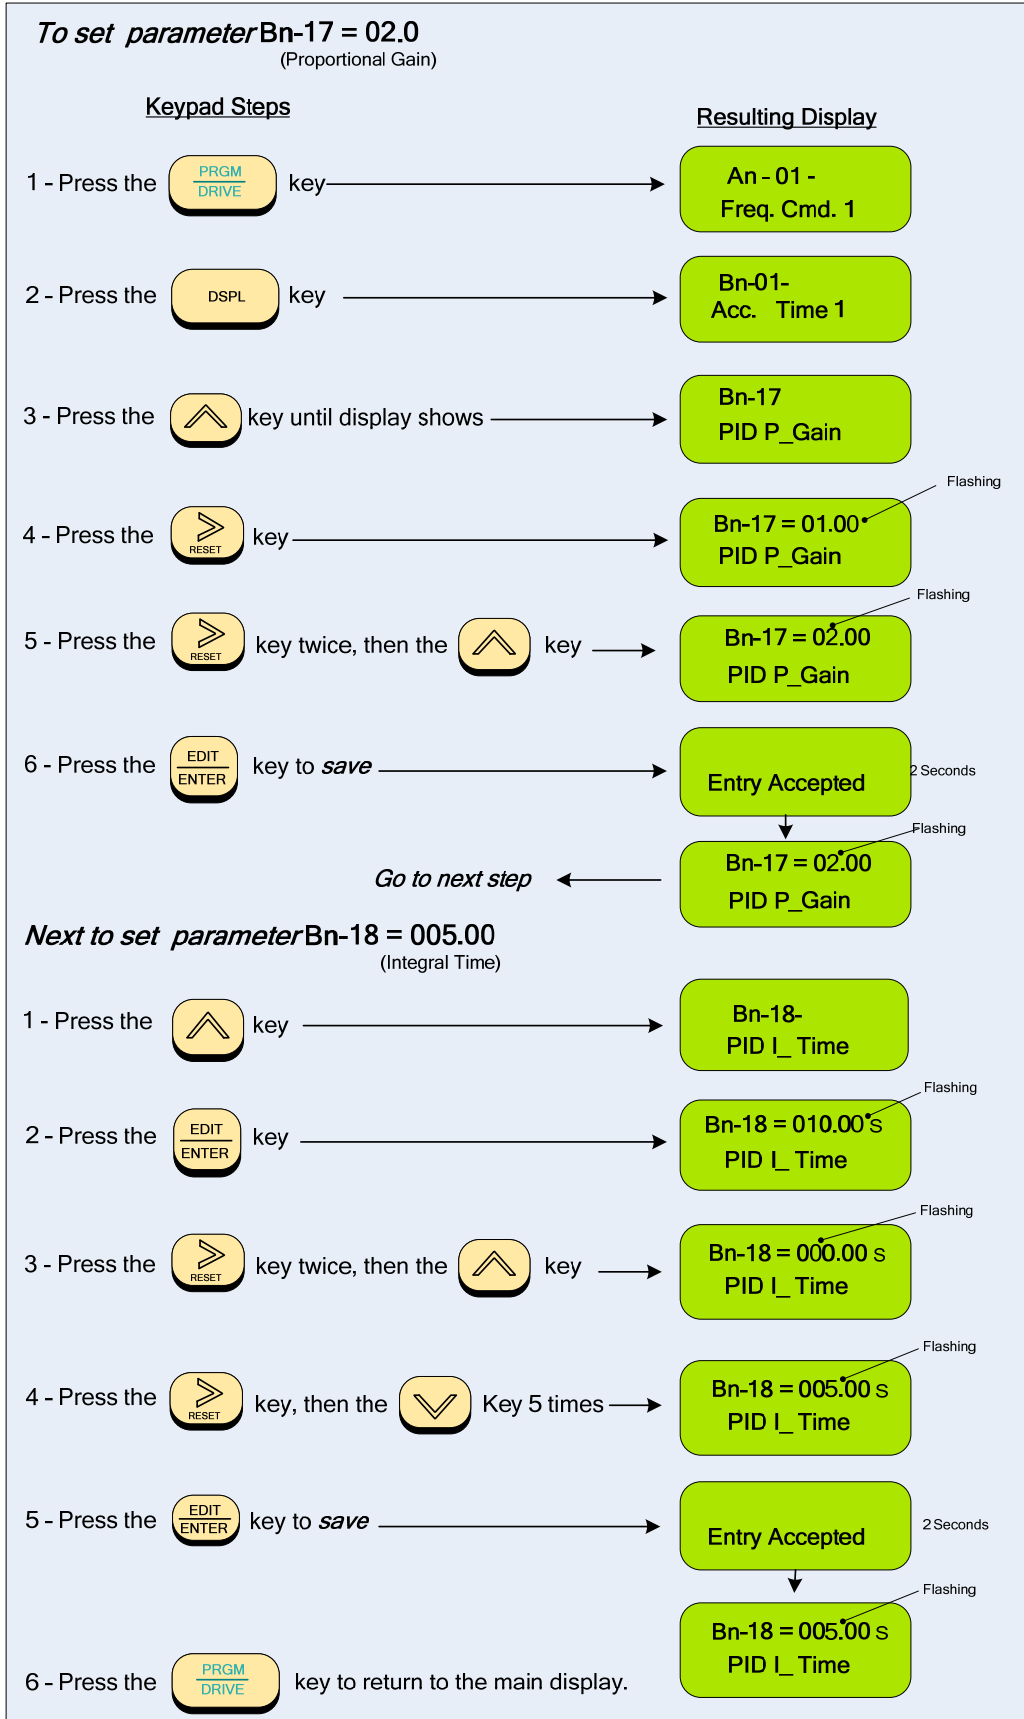 To set parameter Bn-17 = 02.0
(Proportional Gain)
Keypad Steps
Resulting Display
1 - Press the PRGM DRIVE key
An - 01 -
Freq. Cmd. 1
2 - Press the DSPL key
Bn-01-
Acc. Time 1
3 - Press the key until display shows
Bn-17
PID P_Gain
Flashing
4 - Press the RESET key
Bn-17 = 01.00
PID P_Gain
Flashing
5 - Press the RESET key twice, then the key
Bn-17 = 02.00
PID P_Gain
6 - Press the EDIT ENTER key to save
Entry Accepted
2 Seconds
Flashing
Go to next step
Bn-17 = 02.00
PID P_Gain
Next to set parameter Bn-18 = 005.00
(Integral Time)
1 - Press the key
Bn-18-
PID I_ Time
Flashing
2 - Press the EDIT ENTER key
Bn-18 = 010.00 S
PID I_ Time
Flashing
3 - Press the RESET key twice, then the key
Bn-18 = 000.00 S
PID I_ Time
Flashing
4 - Press the RESET key, then the Key 5 times
Bn-18 = 005.00 S
PID I_ Time
5 - Press the EDIT ENTER key to save
Entry Accepted
2 Seconds
Flashing
Bn-18 = 005.00 S
PID I_ Time
6 - Press the PRGM DRIVE key to return to the main display.